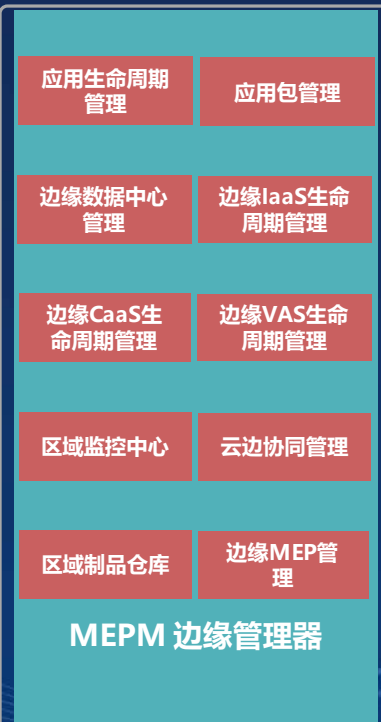 应用生命周期
管理
应用包管理
边缘数据中心
管理
边缘IaaS生命
周期管理
边缘CaaS生
命周期管理
边缘VAS生命
周期管理
区域监控中心
云边协同管理
区域制品仓库
边缘MEP管
理
MEPM 边缘管理器